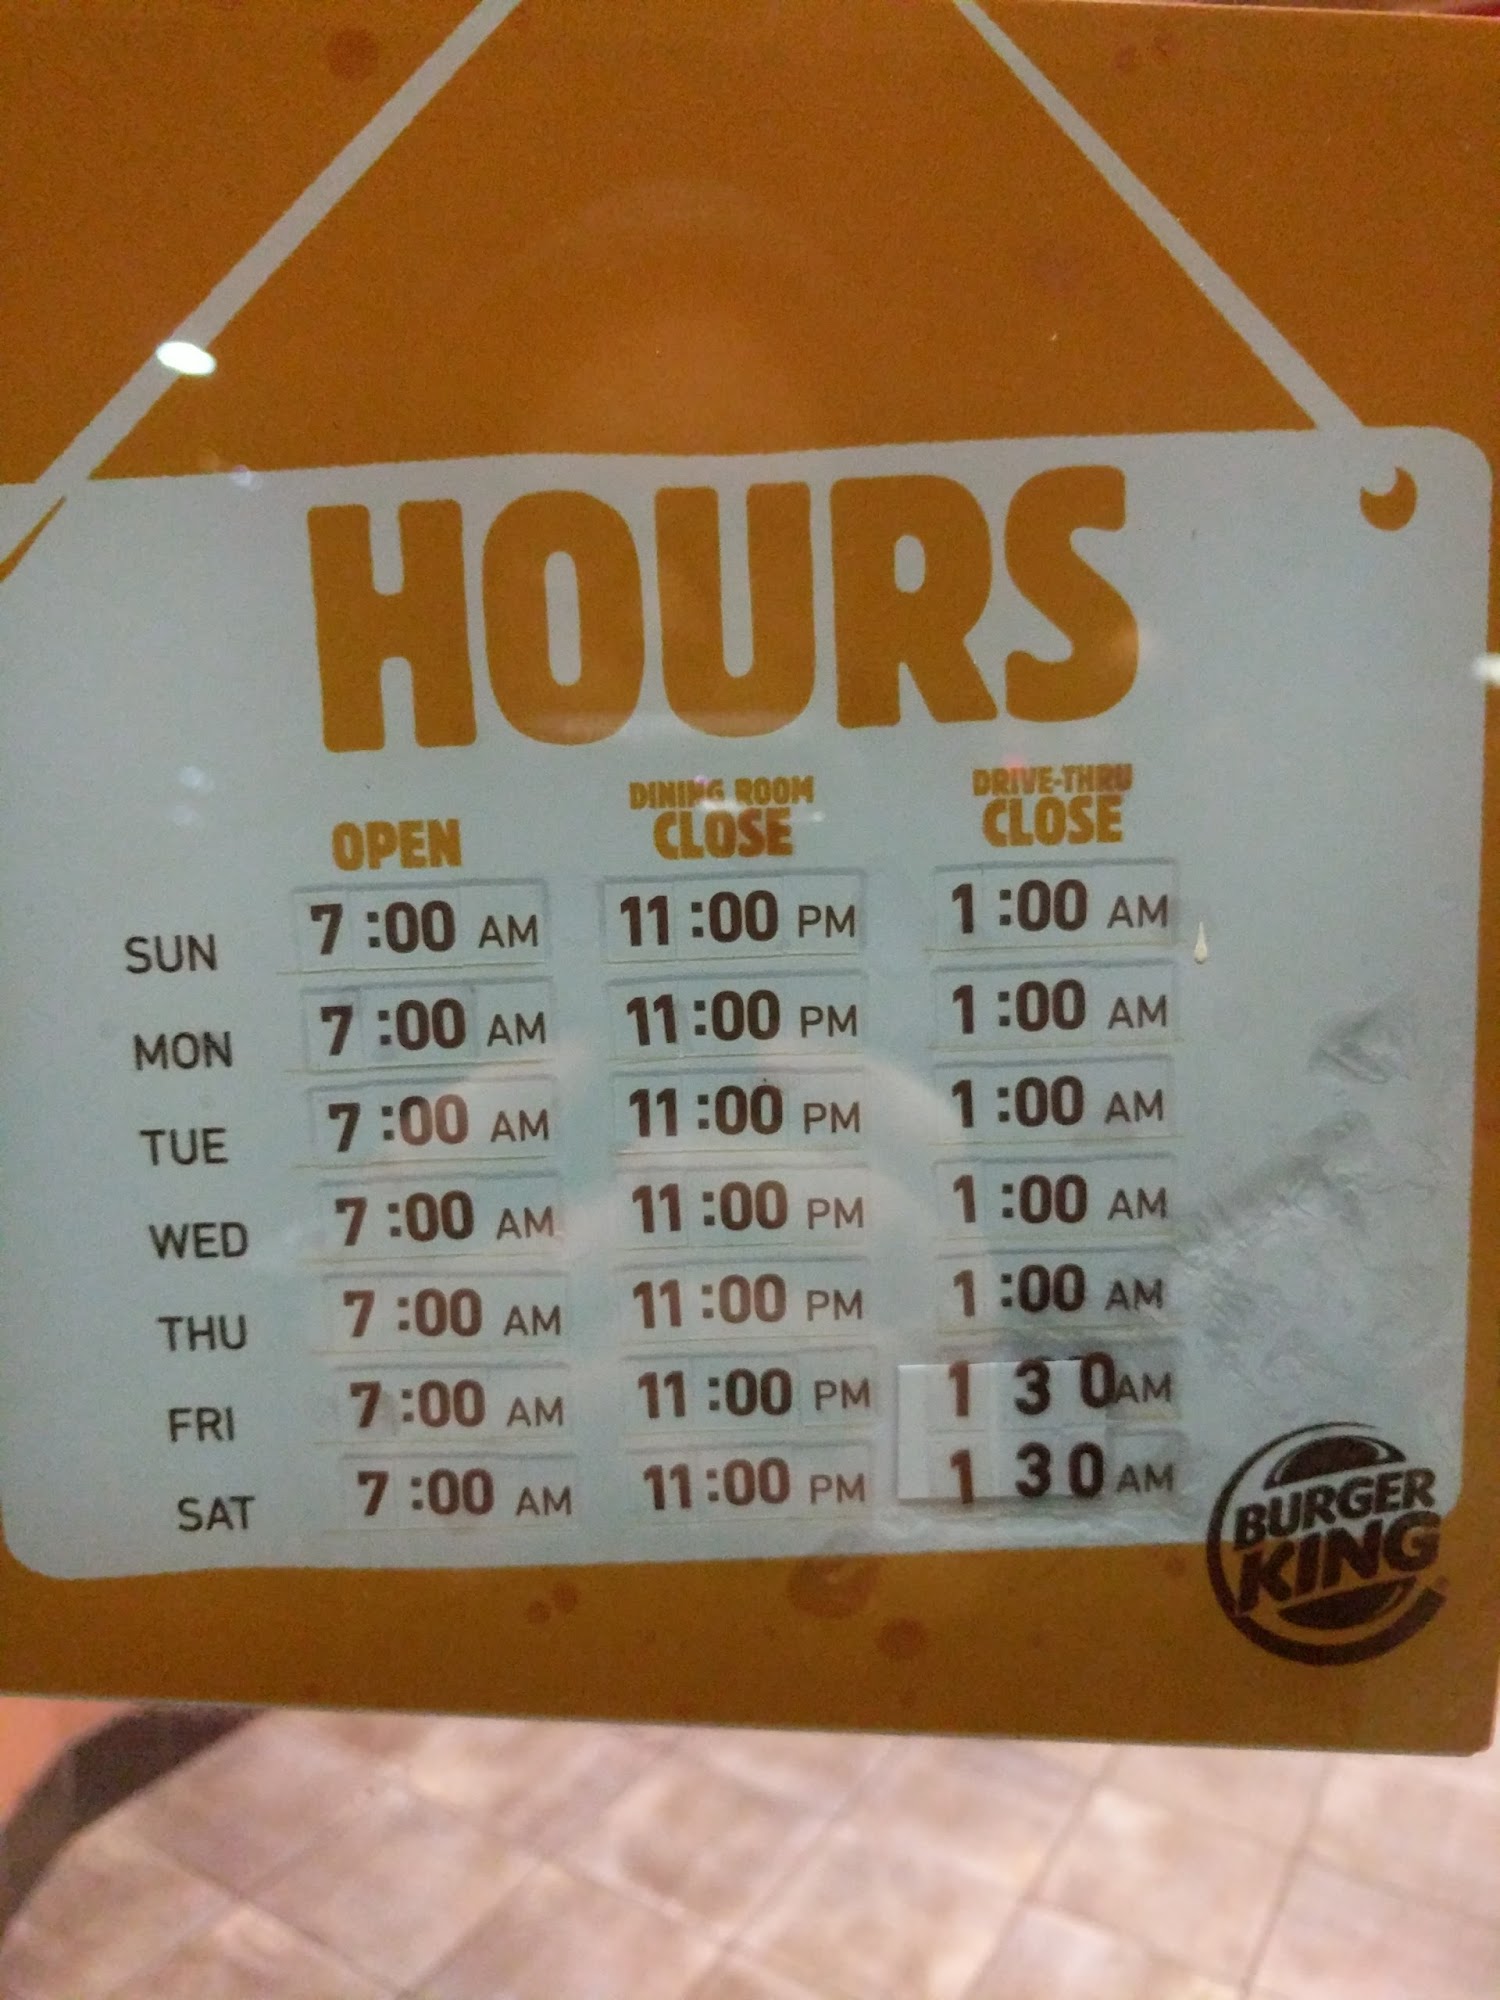 HOURS
OPEN DINING ROOM CLOSE DRIVE-THRU CLOSE
SUN 7:00 AM 11:00 PM 1:00 AM
MON 7:00 AM 11:00 PM 1:00 AM
TUE 7:00 AM 11:00 PM 1:00 AM
WED 7:00 AM 11:00 PM 1:00 AM
THU 7:00 AM 11:00 PM 1:00 AM
FRI 7:00 AM 11:00 PM 1 30 AM
SAT 7:00 AM 11:00 PM 1 30 AM
BURGER
KING